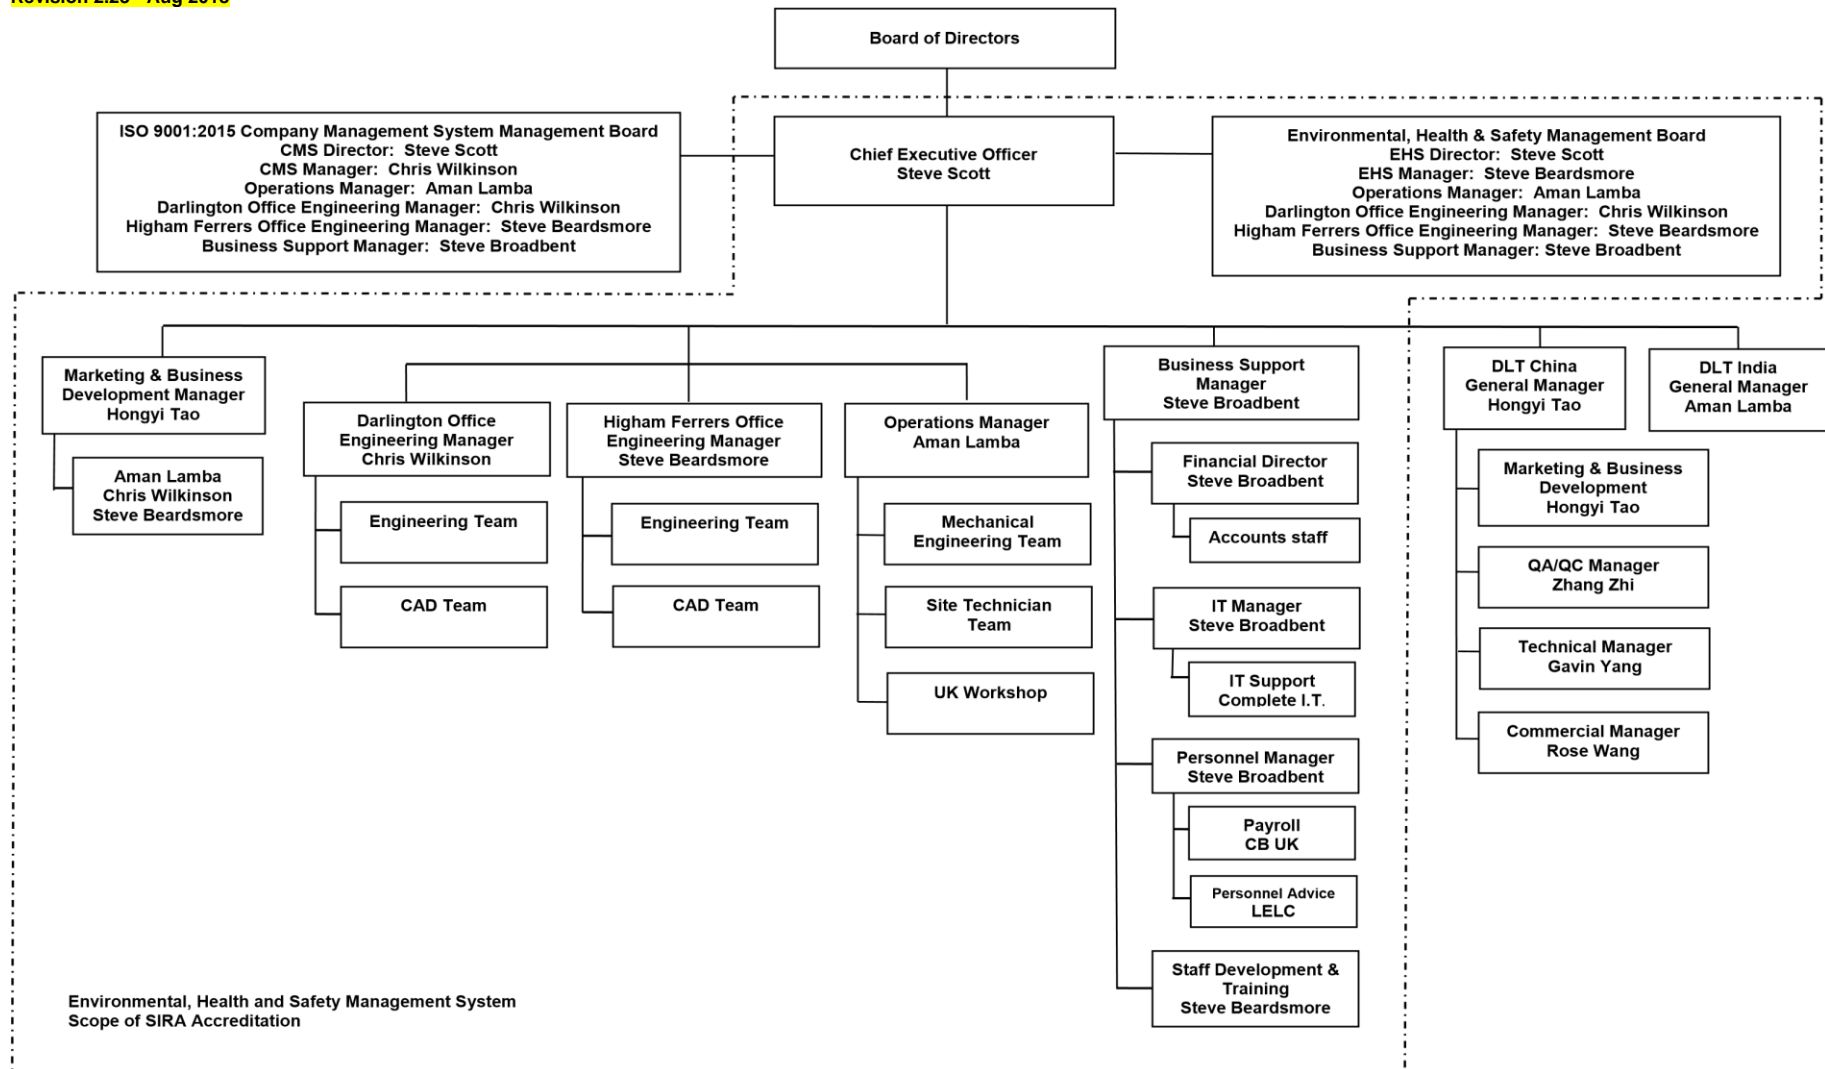 Board of Directors
ISO 9001:2015 Company Management System Management Board
CMS Director: Steve Scott
CMS Manager: Chris Wilkinson
Operations Manager: Aman Lamba
Darlington Office Engineering Manager: Chris Wilkinson
Higham Ferrers Office Engineering Manager: Steve Beardsmore
Business Support Manager: Steve Broadbent
Chief Executive Officer
Steve Scott
Environmental, Health & Safety Management Board
EHS Director: Steve Scott
EHS Manager: Steve Beardsmore
Operations Manager: Aman Lamba
Darlington Office Engineering Manager: Chris Wilkinson
Higham Ferrers Office Engineering Manager: Steve Beardsmore
Business Support Manager: Steve Broadbent
Marketing & Business
Development Manager
Hongyi Tao
Aman Lamba
Chris Wilkinson
Steve Beardsmore
Darlington Office
Engineering Manager
Chris Wilkinson
Engineering Team
CAD Team
Higham Ferrers Office
Engineering Manager
Steve Beardsmore
Engineering Team
CAD Team
Operations Manager
Aman Lamba
Mechanical
Engineering Team
Site Technician
Team
UK Workshop
Business Support
Manager
Steve Broadbent
Financial Director
Steve Broadbent
Accounts staff
IT Manager
Steve Broadbent
IT Support
Complete I.T.
Personnel Manager
Steve Broadbent
Payroll
CB UK
Personnel Advice
LELC
Staff Development &
Training
Steve Beardsmore
DLT China
General Manager
Hongyi Tao
Marketing & Business
Development
Hongyi Tao
QA/QC Manager
Zhang Zhi
Technical Manager
Gavin Yang
Commercial Manager
Rose Wang
DLT India
General Manager
Aman Lamba
Environmental, Health and Safety Management System
Scope of SIRA Accreditation